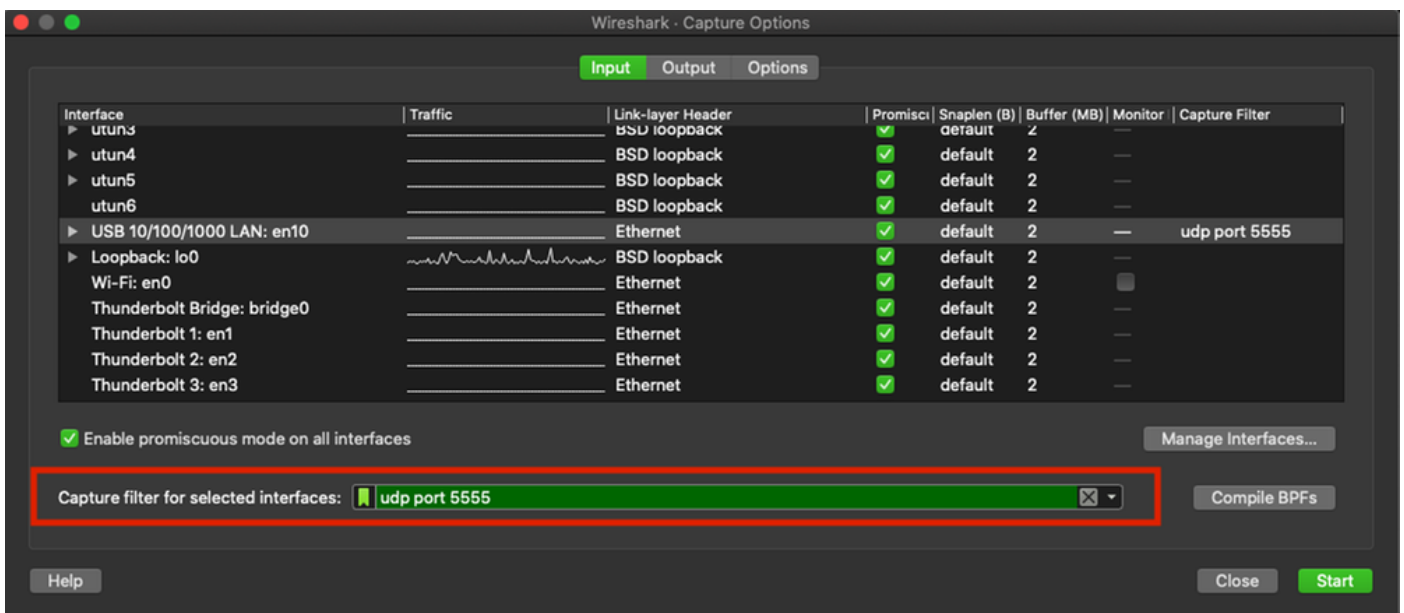 Wireshark · Capture Options
Input Output Options
Interface Traffic Link-layer Header Promiscu Snaplen (B) Buffer (MB) Monitor Capture Filter
utun3 BSD loopback default 2 —
utun4 BSD loopback default 2 —
utun5 BSD loopback default 2 —
utun6 BSD loopback default 2 —
USB 10/100/1000 LAN: en10 Ethernet default 2 — udp port 5555
Loopback: lo0 BSD loopback default 2 —
Wi-Fi: en0 Ethernet default 2
Thunderbolt Bridge: bridge0 Ethernet default 2 —
Thunderbolt 1: en1 Ethernet default 2 —
Thunderbolt 2: en2 Ethernet default 2 —
Thunderbolt 3: en3 Ethernet default 2 —
Enable promiscuous mode on all interfaces Manage Interfaces...
Capture filter for selected interfaces: udp port 5555 Compile BPFs
Help Close Start